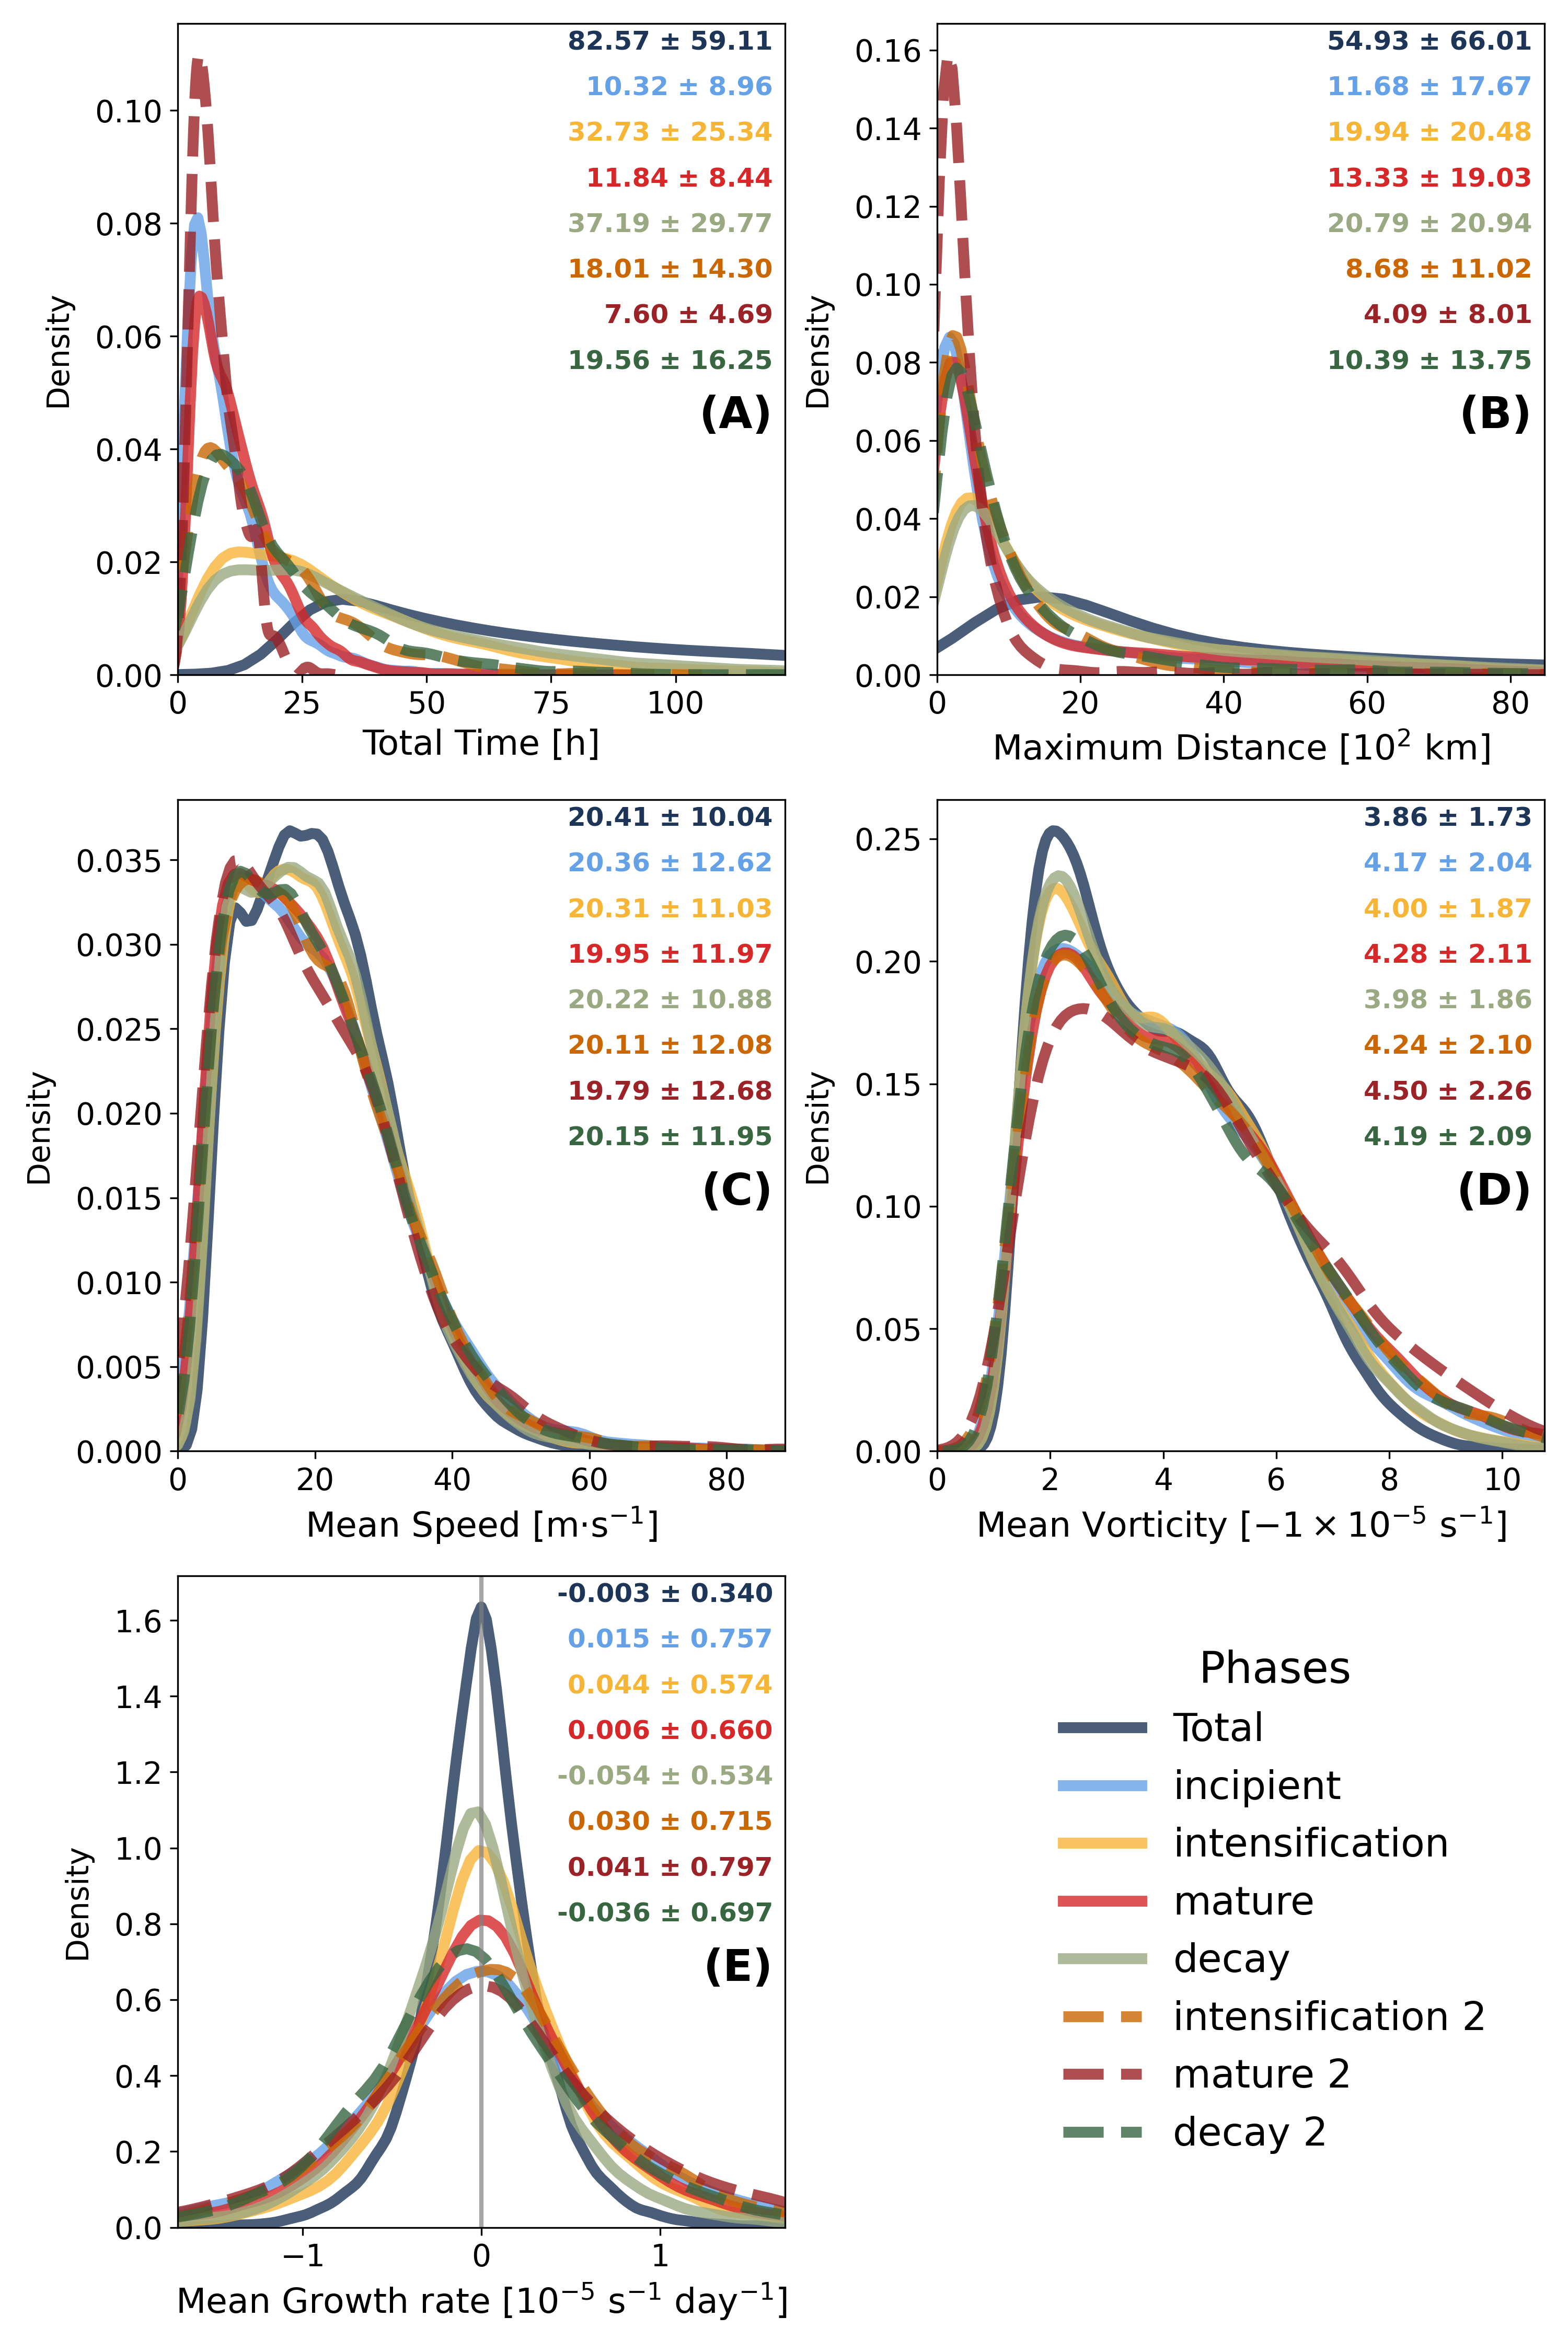 82.57 ± 59.11
10.32 ± 8.96
32.73 ± 25.34
11.84 ± 8.44
37.19 ± 29.77
18.01 ± 14.30
7.60 ± 4.69
19.56 ± 16.25
(A)
0.10
0.08
0.06
0.04
0.02
0.00
Density
0 25 50 75 100
Total Time [h]
54.93 ± 66.01
11.68 ± 17.67
19.94 ± 20.48
13.33 ± 19.03
20.79 ± 20.94
8.68 ± 11.02
4.09 ± 8.01
10.39 ± 13.75
(B)
0.16
0.14
0.12
0.10
0.08
0.06
0.04
0.02
0.00
Density
0 20 40 60 80
Maximum Distance [10² km]
20.41 ± 10.04
20.36 ± 12.62
20.31 ± 11.03
19.95 ± 11.97
20.22 ± 10.88
20.11 ± 12.08
19.79 ± 12.68
20.15 ± 11.95
(C)
0.035
0.030
0.025
0.020
0.015
0.010
0.005
0.000
Density
0 20 40 60 80
Mean Speed [m·s⁻¹]
3.86 ± 1.73
4.17 ± 2.04
4.00 ± 1.87
4.28 ± 2.11
3.98 ± 1.86
4.24 ± 2.10
4.50 ± 2.26
4.19 ± 2.09
(D)
0.25
0.20
0.15
0.10
0.05
0.00
Density
0 2 4 6 8 10
Mean Vorticity [−1 × 10⁻⁵ s⁻¹]
-0.003 ± 0.340
0.015 ± 0.757
0.044 ± 0.574
0.006 ± 0.660
-0.054 ± 0.534
0.030 ± 0.715
0.041 ± 0.797
-0.036 ± 0.697
(E)
1.6
1.4
1.2
1.0
0.8
0.6
0.4
0.2
0.0
Density
−1 0 1
Mean Growth rate [10⁻⁵ s⁻¹ day⁻¹]
Phases
Total
incipient
intensification
mature
decay
intensification 2
mature 2
decay 2